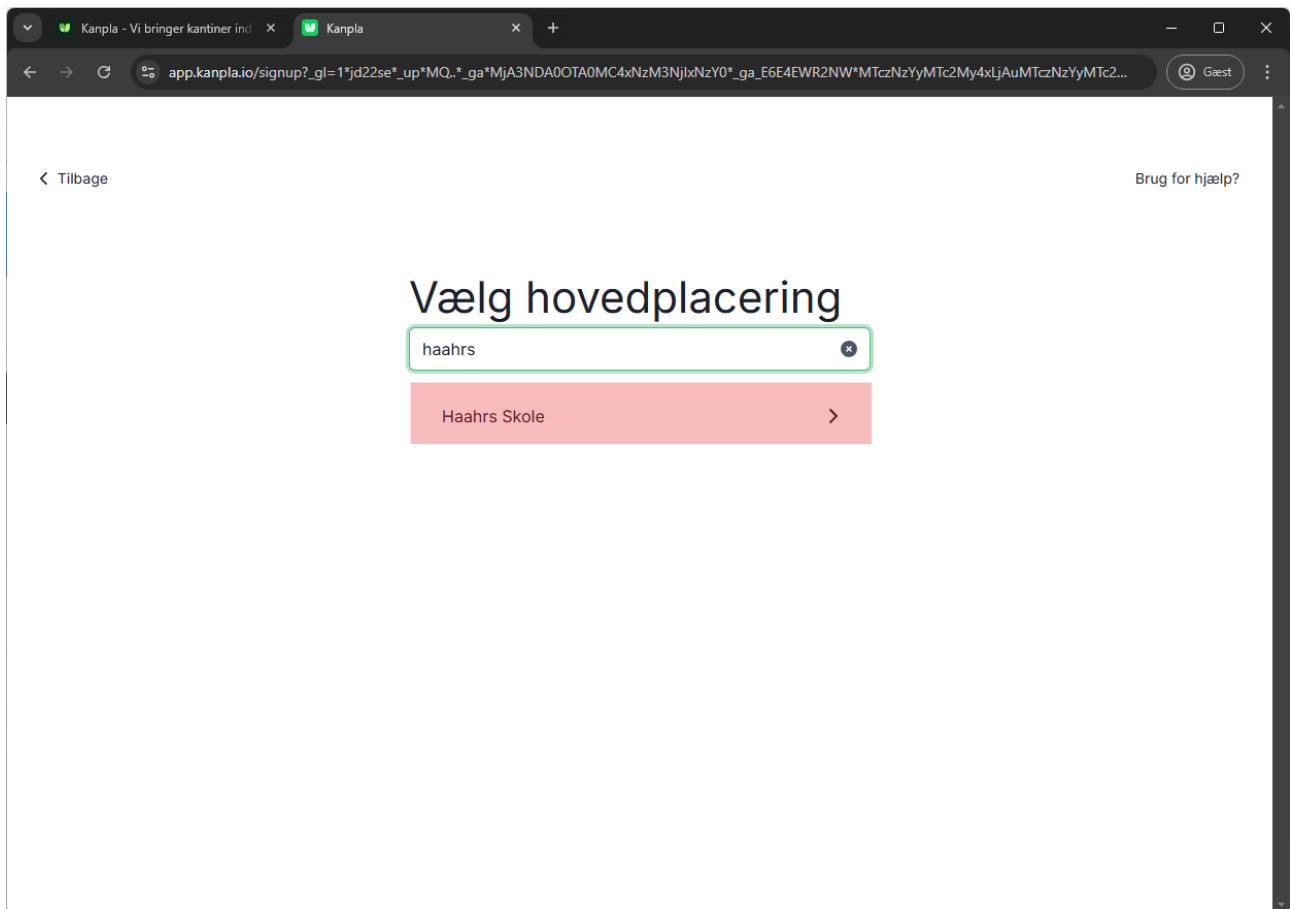 Kanpla - Vi bringer kantiner ind
Kanpla
app.kanpla.io/signup?_gl=1*jd22se*_up*MQ..*_ga*MjA3NDA0OTA0MC4xNzM3NjIxNzY0*_ga_E6E4EWR2NW*MTczNzYyMTc2My4xLjAuMTczNzYyMTc2...
Gæst
Tilbage
Brug for hjælp?
Vælg hovedplacering
haahrs
Haahrs Skole